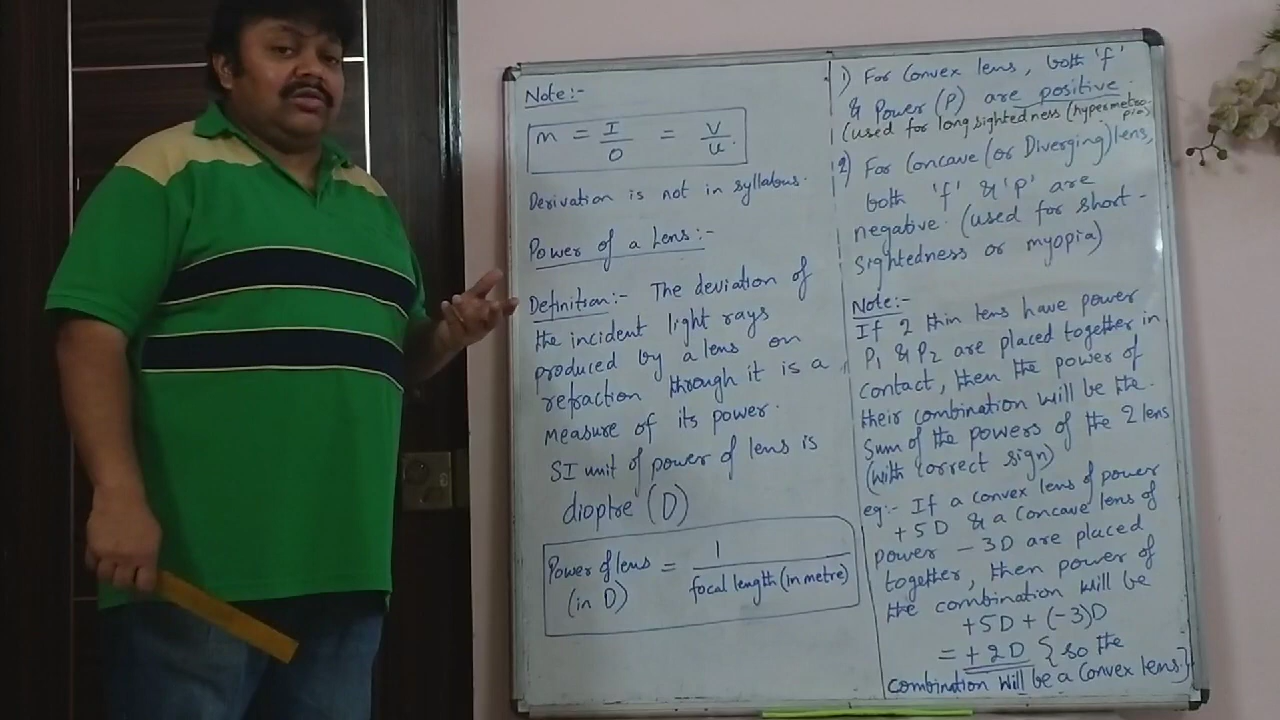 Note:-
m = I/O = V/u
Derivation is not in syllabus.
Power of a Lens:-
Definition:- The deviation of
the incident light rays
produced by a lens on
refraction through it is a
measure of its power.
SI unit of power of lens is
dioptre (D)
Power of lens (in D) = 1/focal length (in metre)
1) For Convex lens, both 'f'
& Power (P) are positive.
(used for long sightedness (hypermetropia)
2) For Concave (or Diverging) lens,
both 'f' & 'P' are
negative. (used for short-
sightedness or myopia)
Note:-
If 2 thin lens have power
P1 & P2 are placed together in
contact, then the power of
their combination will be the
sum of the powers of the 2 lens
(with correct sign)
eg:- If a convex lens of power
+5D & a concave lens of
power -3D are placed
together, then power of
the combination will be
+5D + (-3)D
= +2D {so the
combination will be a convex lens.}